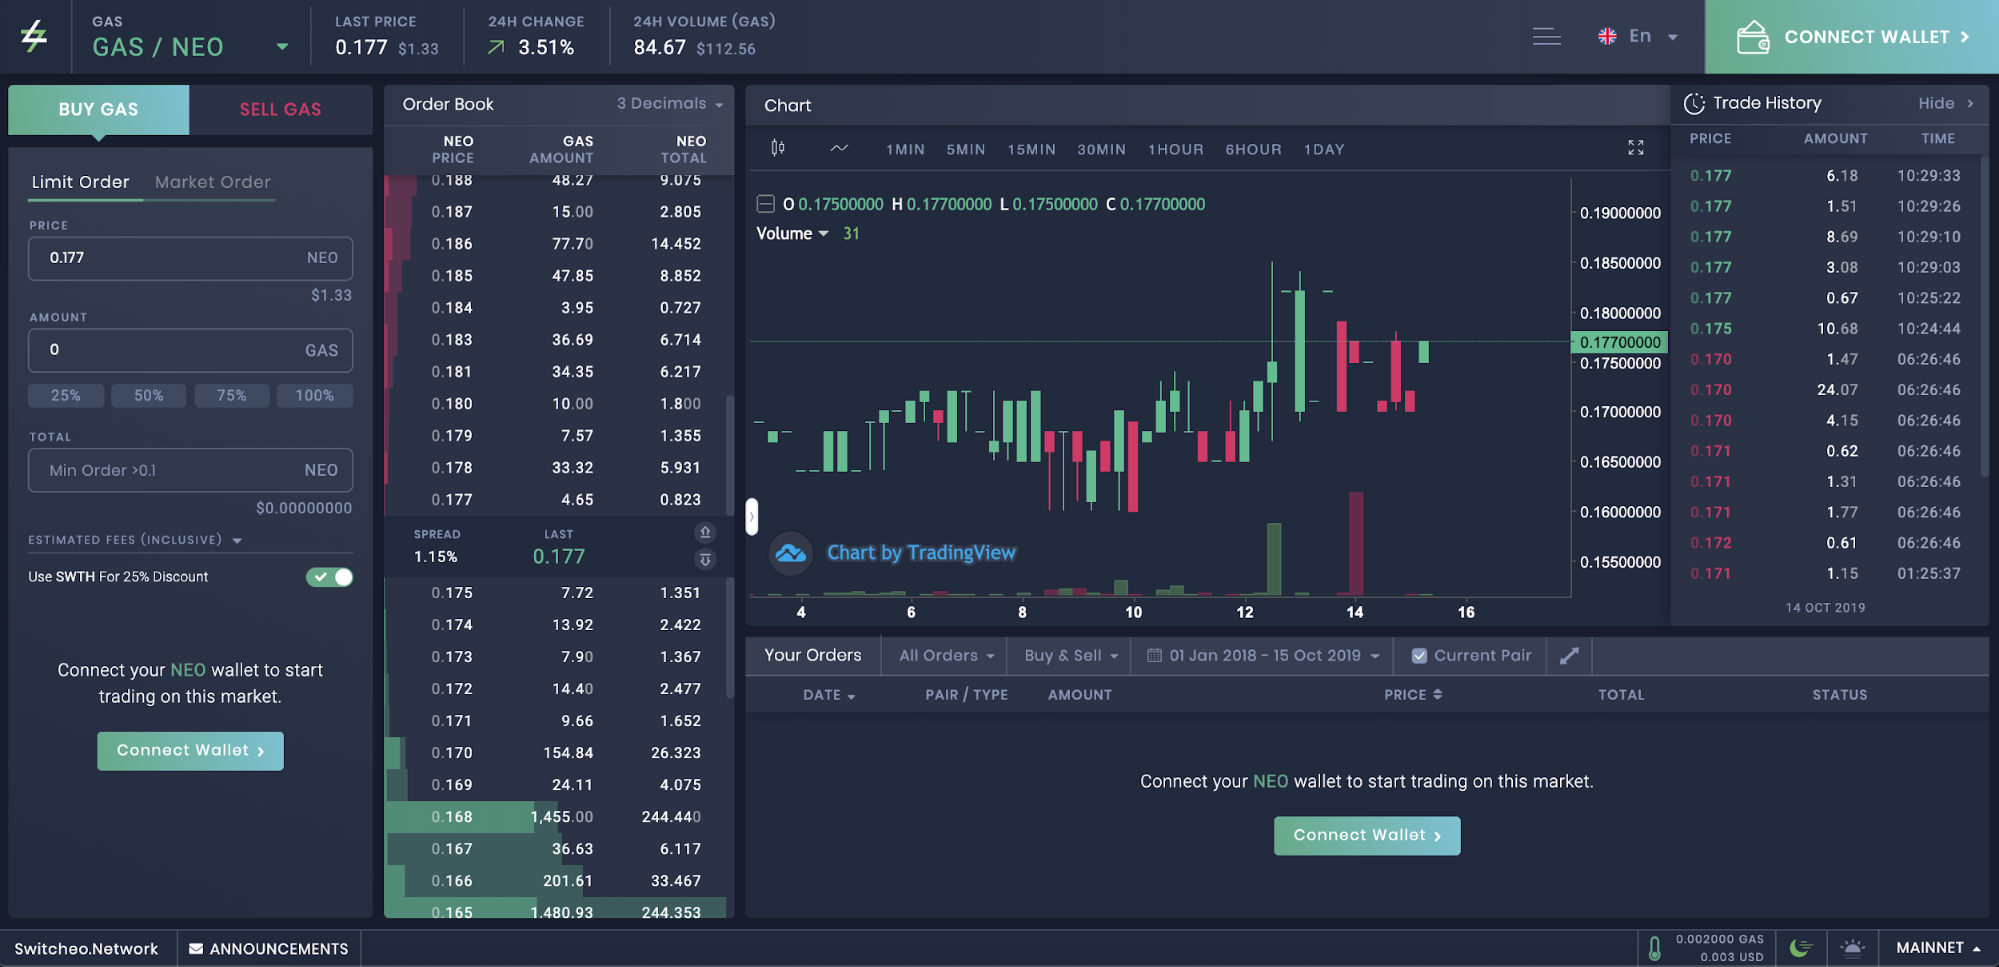 GAS
GAS / NEO
LAST PRICE
0.177 $1.33
24H CHANGE
3.51%
24H VOLUME (GAS)
84.67 $112.56
En
CONNECT WALLET
BUY GAS
SELL GAS
Limit Order Market Order
PRICE
0.177 NEO
$1.33
AMOUNT
0 GAS
25% 50% 75% 100%
TOTAL
Min Order >0.1 NEO
$0.00000000
ESTIMATED FEES (INCLUSIVE)
Use SWTH For 25% Discount
Connect your NEO wallet to start
trading on this market.
Connect Wallet
Order Book 3 Decimals
NEO GAS NEO
PRICE AMOUNT TOTAL
0.188 48.27 9.075
0.187 15.00 2.805
0.186 77.70 14.452
0.185 47.85 8.852
0.184 3.95 0.727
0.183 36.69 6.714
0.181 34.35 6.217
0.180 10.00 1.800
0.179 7.57 1.355
0.178 33.32 5.931
0.177 4.65 0.823
SPREAD LAST
1.15% 0.177
0.175 7.72 1.351
0.174 13.92 2.422
0.173 7.90 1.367
0.172 14.40 2.477
0.171 9.66 1.652
0.170 154.84 26.323
0.169 24.11 4.075
0.168 1,455.00 244.440
0.167 36.63 6.117
0.166 201.61 33.467
0.165 1,480.93 244.353
Chart
1MIN 5MIN 15MIN 30MIN 1HOUR 6HOUR 1DAY
O 0.17500000 H 0.17700000 L 0.17500000 C 0.17700000
Volume 31
0.19000000
0.18500000
0.18000000
0.17700000
0.17500000
0.17000000
0.16500000
0.16000000
0.15500000
Chart by TradingView
4 6 8 10 12 14 16
Trade History Hide
PRICE AMOUNT TIME
0.177 6.18 10:29:33
0.177 1.51 10:29:26
0.177 8.69 10:29:10
0.177 3.08 10:29:03
0.177 0.67 10:25:22
0.175 10.68 10:24:44
0.170 1.47 06:26:46
0.170 24.07 06:26:46
0.170 4.15 06:26:46
0.171 0.62 06:26:46
0.171 1.31 06:26:46
0.171 1.77 06:26:46
0.172 0.61 06:26:46
0.171 1.15 01:25:37
14 OCT 2019
Your Orders All Orders Buy & Sell 01 Jan 2018 - 15 Oct 2019 Current Pair
DATE PAIR / TYPE AMOUNT PRICE TOTAL STATUS
Connect your NEO wallet to start trading on this market.
Connect Wallet
Switcheo.Network ANNOUNCEMENTS
0.002000 GAS
0.003 USD
MAINNET